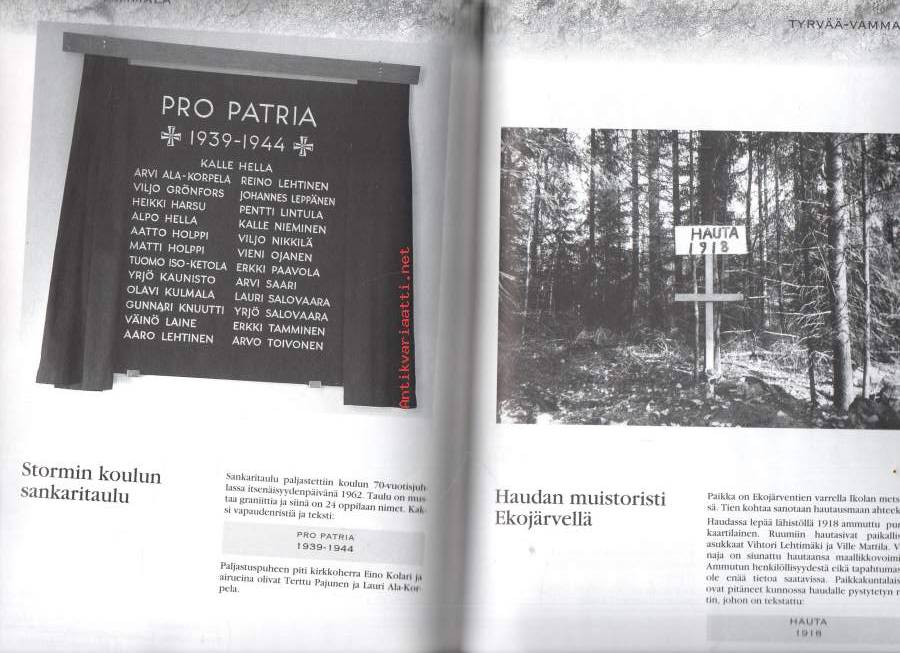 PRO PATRIA
1939-1944
KALLE HELLA
ARVI ALA-KORPELA
VILJO GRÖNFORS
HEIKKI HARSU
ALPO HELLA
AATTO HOLPPI
MATTI HOLPPI
TUOMO ISO-KETOLA
YRJÖ KAUNISTO
OLAVI KULMALA
GUNNARI KNUUTTI
VÄINÖ LAINE
AARO LEHTINEN
REINO LEHTINEN
JOHANNES LEPPÄNEN
PENTTI LINTULA
KALLE NIEMINEN
VILJO NIKKILÄ
VIENI OJANEN
ERKKI PAAVOLA
ARVI SAARI
LAURI SALOVAARA
YRJÖ SALOVAARA
ERKKI TAMMINEN
ARVO TOIVONEN
Antikvariaatti.net
Stormin koulun
sankaritaulu
Sankaritaulu paljastettiin koulun 70-vuotisjuh-
lassa itsenäisyydenpäivänä 1962. Taulu on mus-
taa graniittia ja siinä on 24 oppilaan nimet. Kak-
si vapaudenristiä ja teksti:
PRO PATRIA
1939-1944
Paljastuspuheen piti kirkkoherra Eino Kolari ja
airueina olivat Terttu Pajunen ja Lauri Ala-Kor-
pela.
TYRVÄÄ-VAMMA
HAUTA
1918
Haudan muistoristi
Ekojärvellä
Paikka on Ekojärventien varrella Ikolan mets
sä. Tien kohtaa sanotaan hautausmaan ahteek
Haudassa lepää lähistöllä 1918 ammuttu pun
kaartilainen. Ruumiin hautasivat paikallis
asukkaat Vihtori Lehtimäki ja Ville Mattila. V
naja on siunattu hautaansa maallikkovoimi
Ammutun henkilöllisyydestä eikä tapahtumas
ole enää tietoa saatavissa. Paikkakuntalais
ovat pitäneet kunnossa haudalle pystytetyn r
tin, johon on tekstattu:
HAUTA
1918